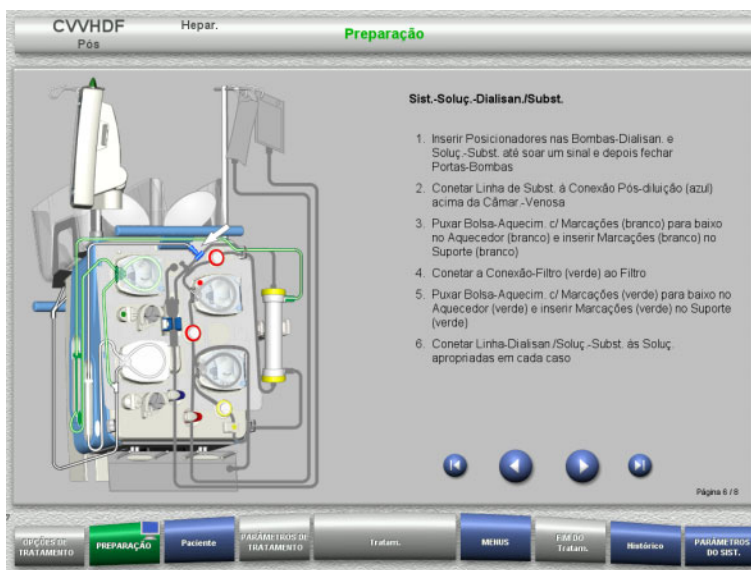 CVVHDF
Hepar.
Pós
Preparação
Sist.-Soluç.-Dialisan./Subst.
1. Inserir Posicionadores nas Bombas-Dialisan. e
Soluç.-Subst. até soar um sinal e depois fechar
Portas-Bombas
2. Conetar Linha de Subst. à Conexão Pós-diluição (azul)
acima da Câmar.-Venosa
3. Puxar Bolsa-Aquecim. c/ Marcações (branco) para baixo
no Aquecedor (branco) e inserir Marcações (branco) no
Suporte (branco)
4. Conetar a Conexão-Filtro (verde) ao Filtro
5. Puxar Bolsa-Aquecim. c/ Marcações (verde) para baixo no
Aquecedor (verde) e inserir Marcações (verde) no Suporte
(verde)
6. Conetar Linha-Dialisan./Soluç.-Subst. às Soluç.
apropriadas em cada caso
Página 6 / 8
OPÇÕES DE
TRATAMENTO
PREPARAÇÃO
Paciente
PARÂMETROS DE
TRATAMENTO
Tratam.
MENUS
Tratam.
Histórico
PARÂMETROS
DO SIST.